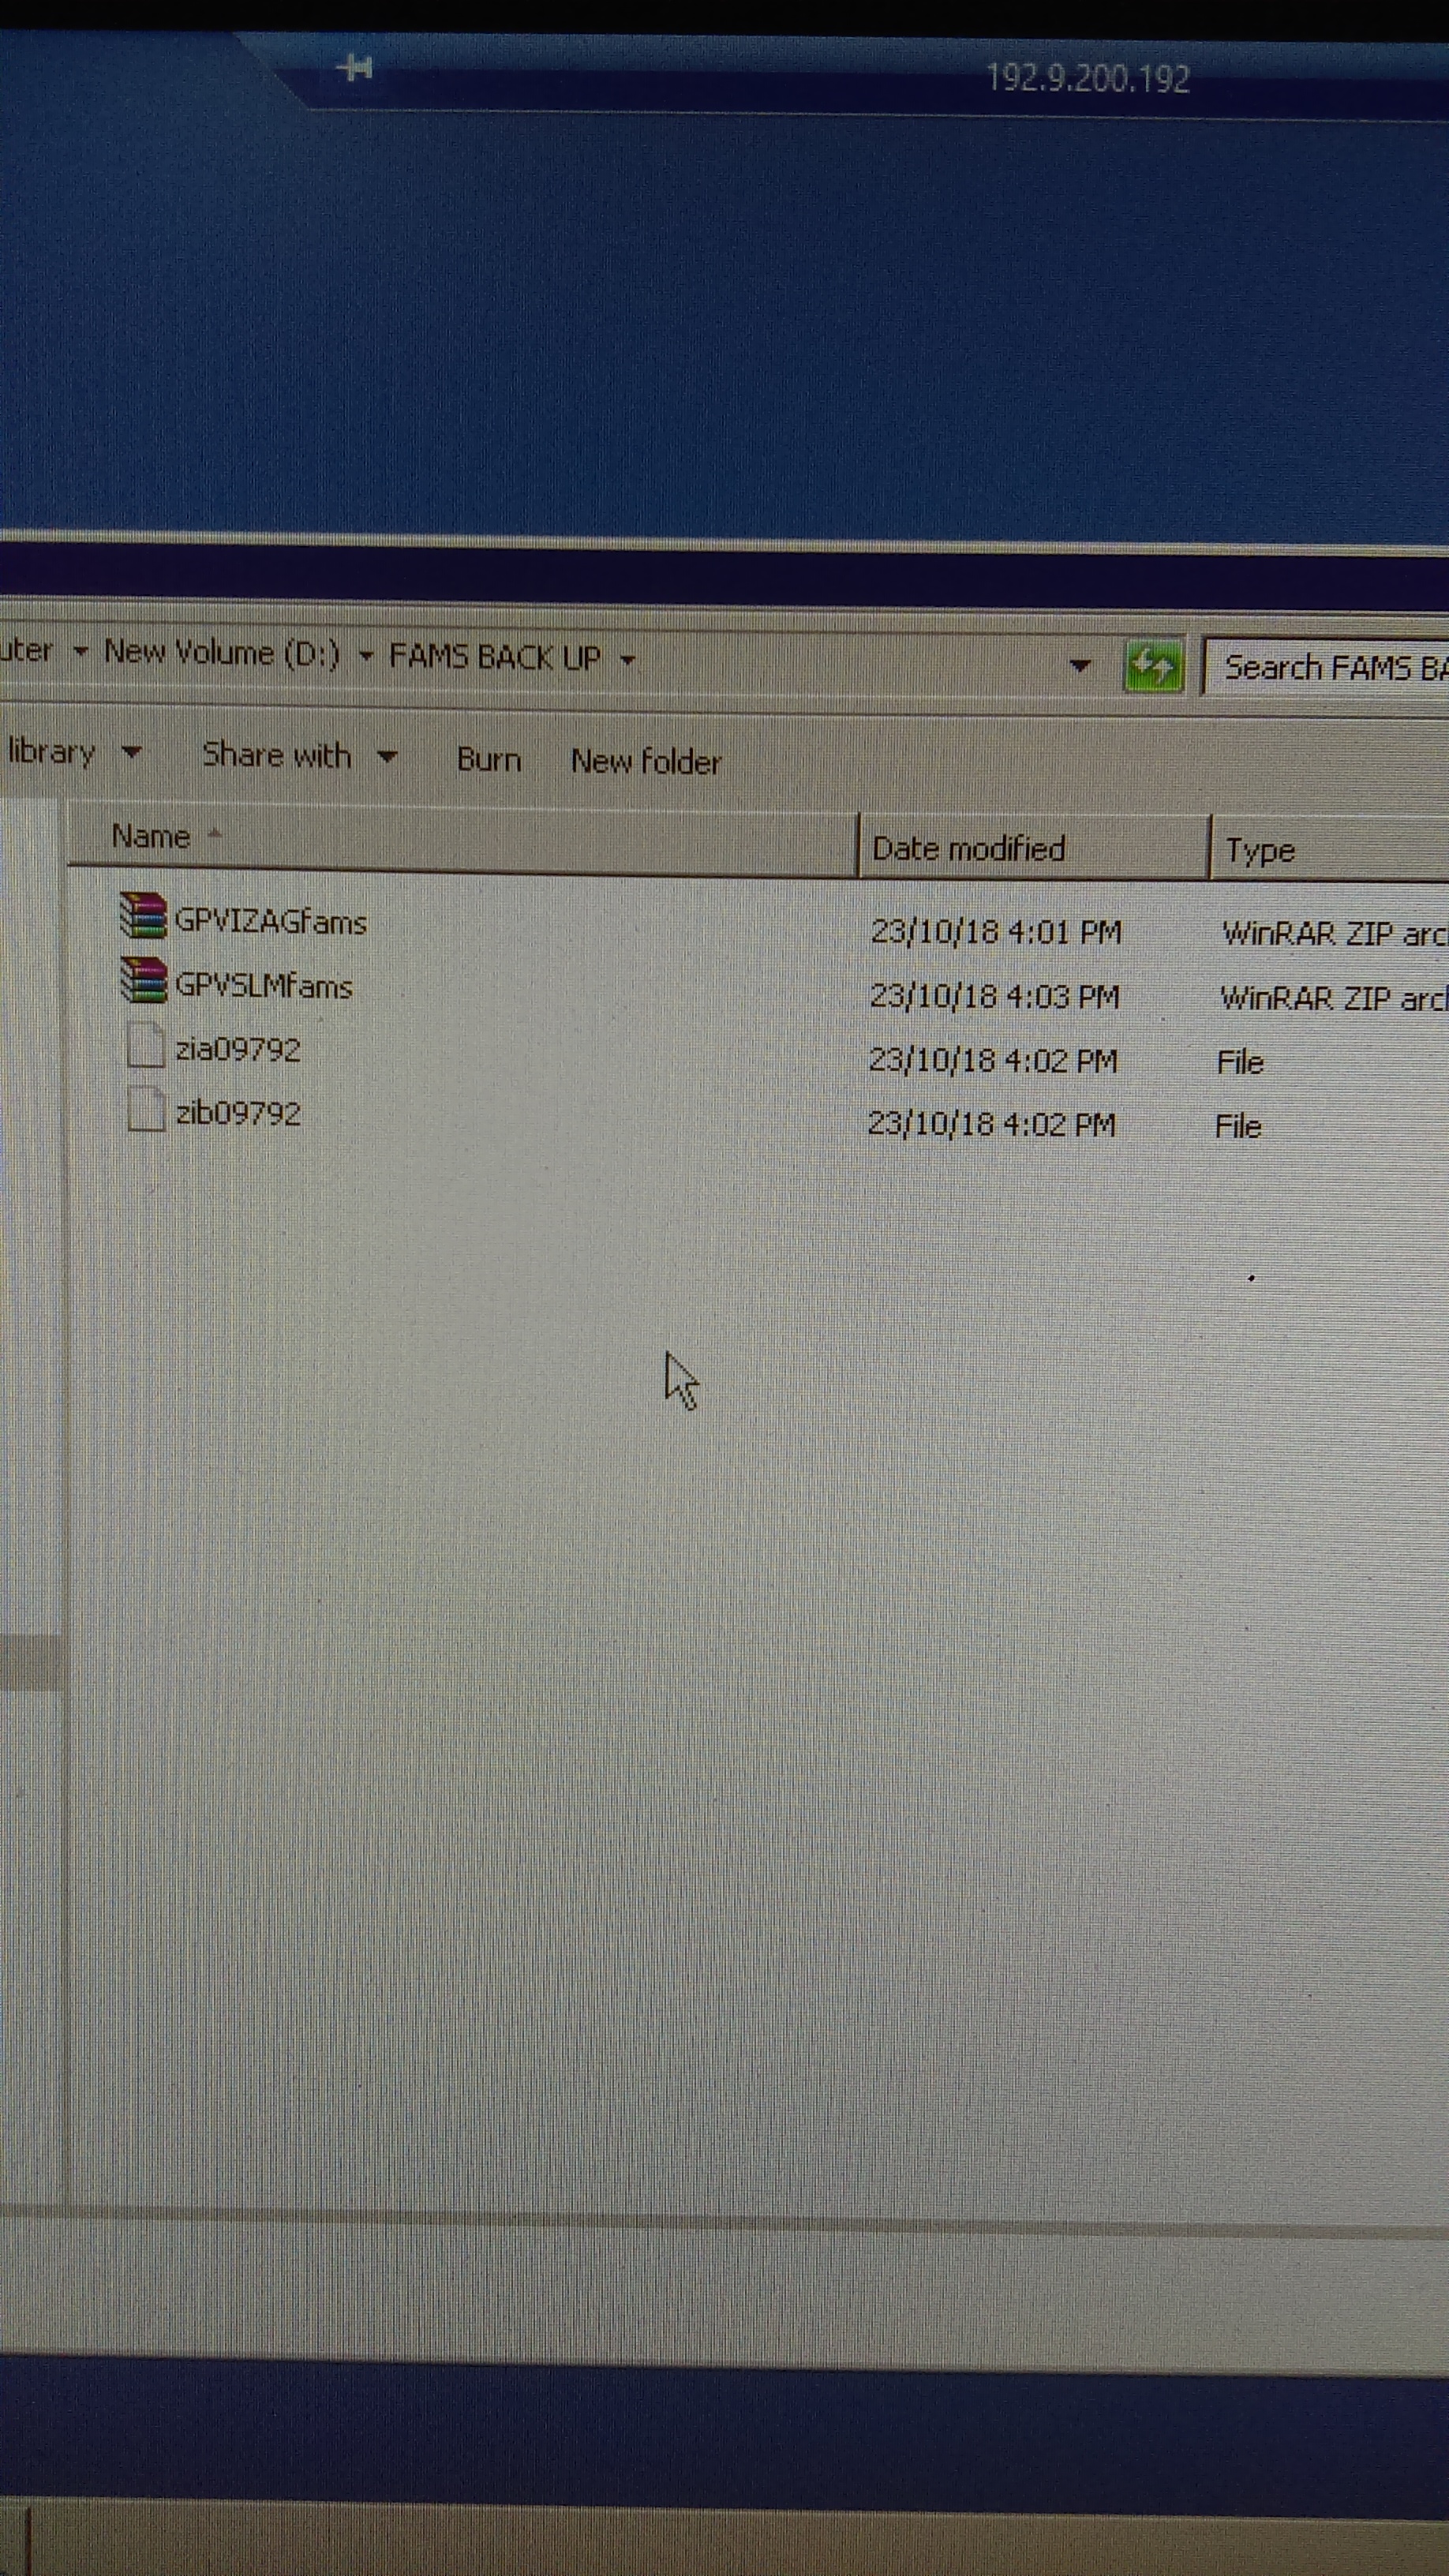 192.9.200.192
uter New Volume (D:) FAMS BACK UP Search FAMS BA
library Share with Burn New folder
Name Date modified Type
GPVIZAGfams 23/10/18 4:01 PM WinRAR ZIP arc
GPVSLMfams 23/10/18 4:03 PM WinRAR ZIP arch
zia09792 23/10/18 4:02 PM File
zib09792 23/10/18 4:02 PM File